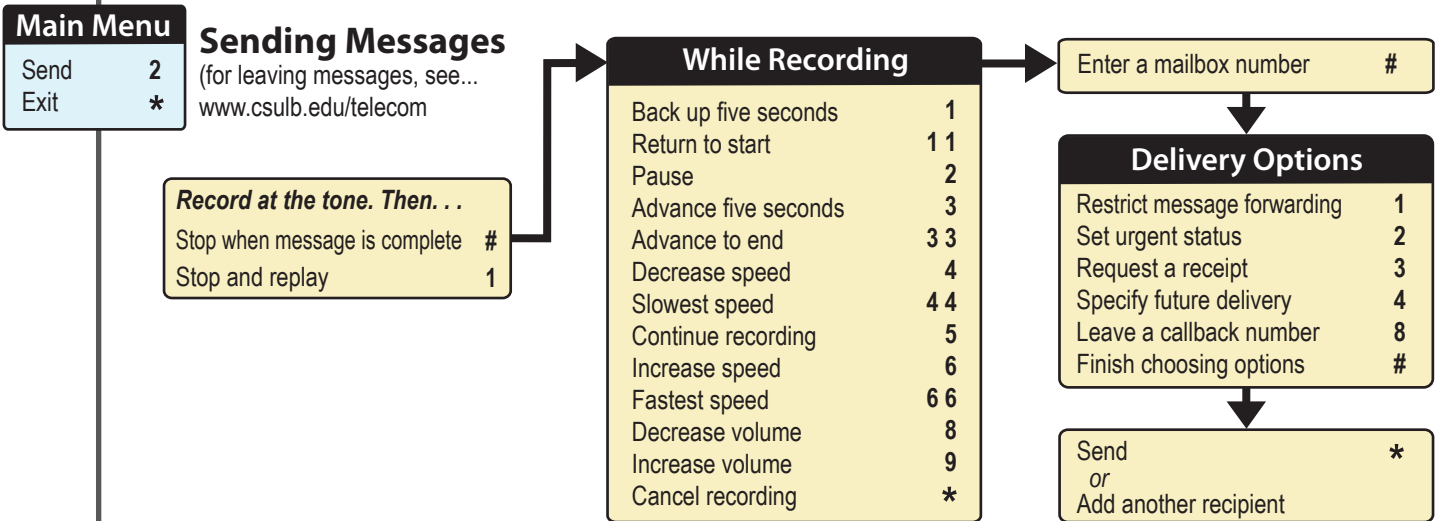 Main Menu
Send 2
Exit *
Sending Messages
(for leaving messages, see...
www.csulb.edu/telecom
Record at the tone. Then. . .
Stop when message is complete #
Stop and replay 1
While Recording
Back up five seconds 1
Return to start 1 1
Pause 2
Advance five seconds 3
Advance to end 3 3
Decrease speed 4
Slowest speed 4 4
Continue recording 5
Increase speed 6
Fastest speed 6 6
Decrease volume 8
Increase volume 9
Cancel recording *
Enter a mailbox number #
Delivery Options
Restrict message forwarding 1
Set urgent status 2
Request a receipt 3
Specify future delivery 4
Leave a callback number 8
Finish choosing options #
Send *
or
Add another recipient